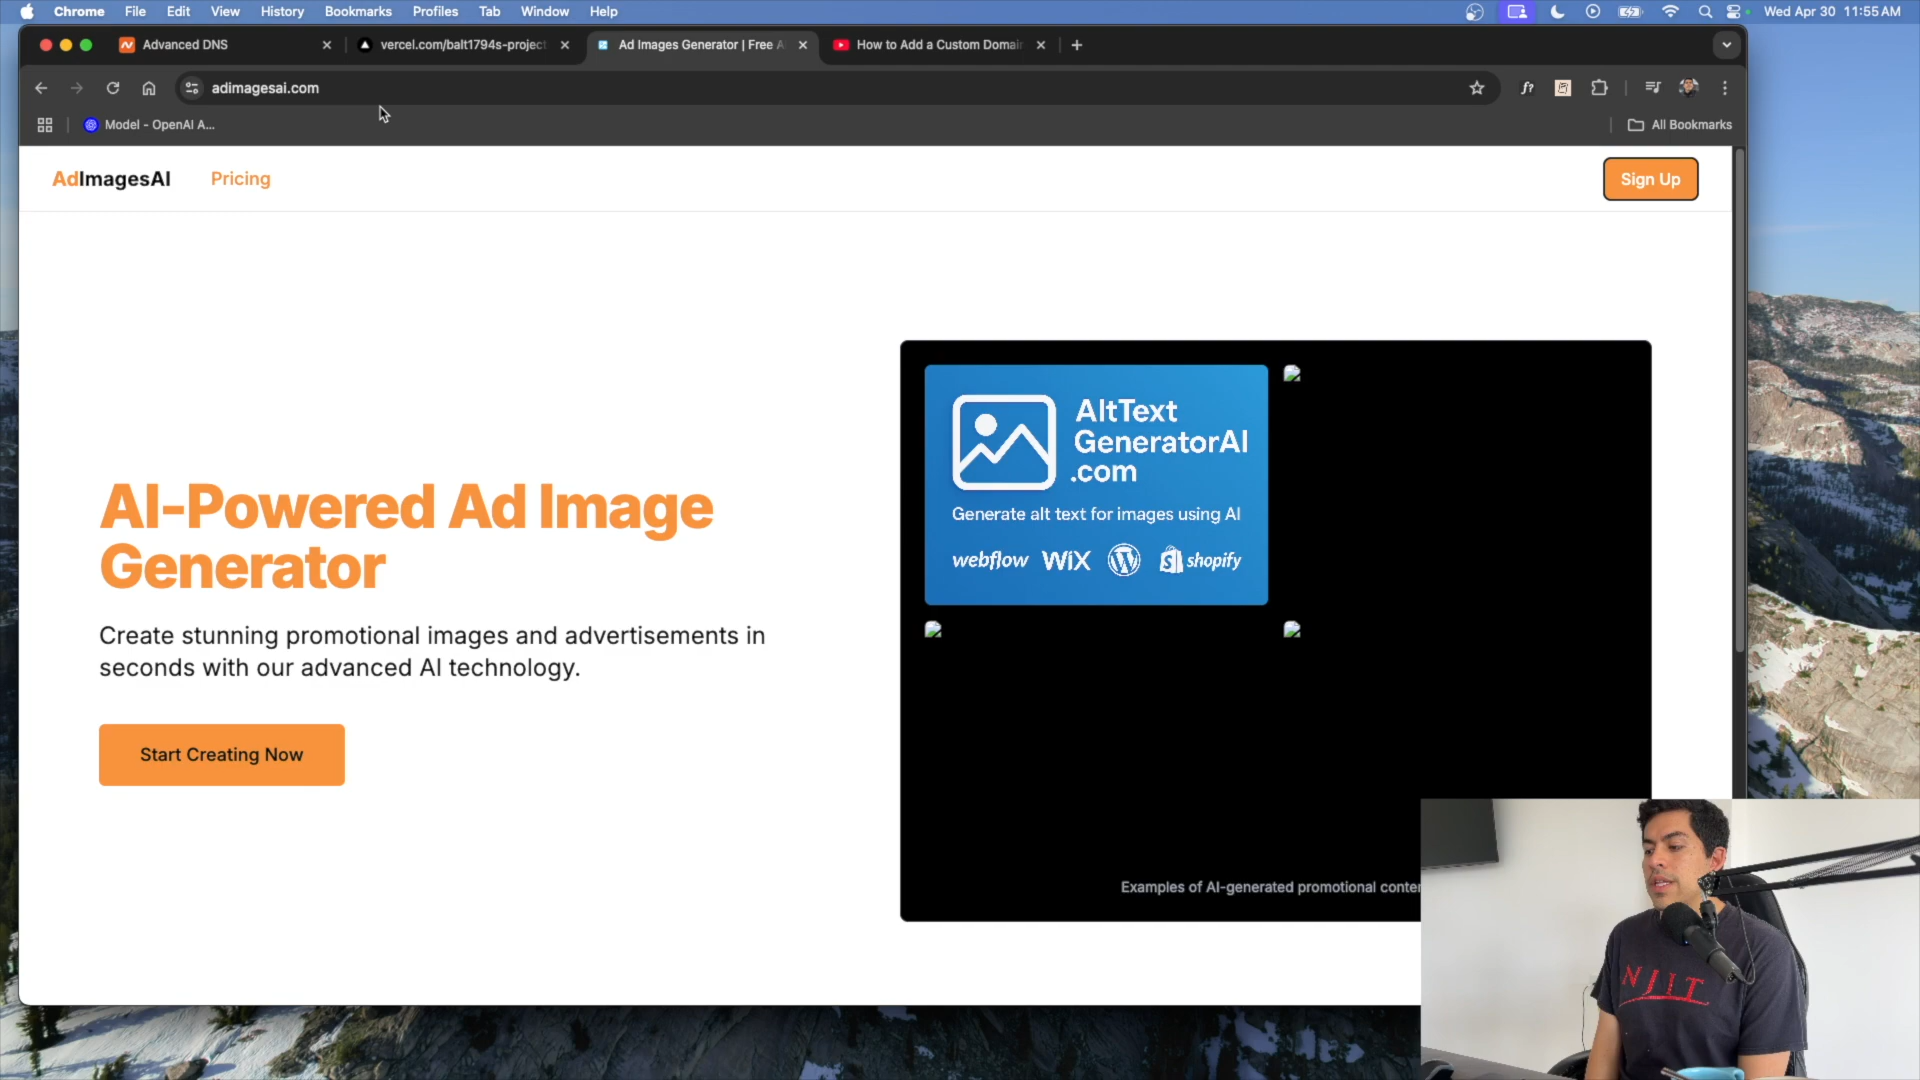 Chrome File Edit View History Bookmarks Profiles Tab Window Help Wed Apr 30 11:55 AM
Advanced DNS vercel.com/balt1794s-project Ad Images Generator | Free A How to Add a Custom Domain
adimagesai.com
Model - OpenAI A... All Bookmarks
AdImagesAI Pricing Sign Up
AltText
GeneratorAI
.com
Generate alt text for images using AI
webflow WiX shopify
AI-Powered Ad Image
Generator
Create stunning promotional images and advertisements in
seconds with our advanced AI technology.
Start Creating Now
Examples of AI-generated promotional conten
NJIT